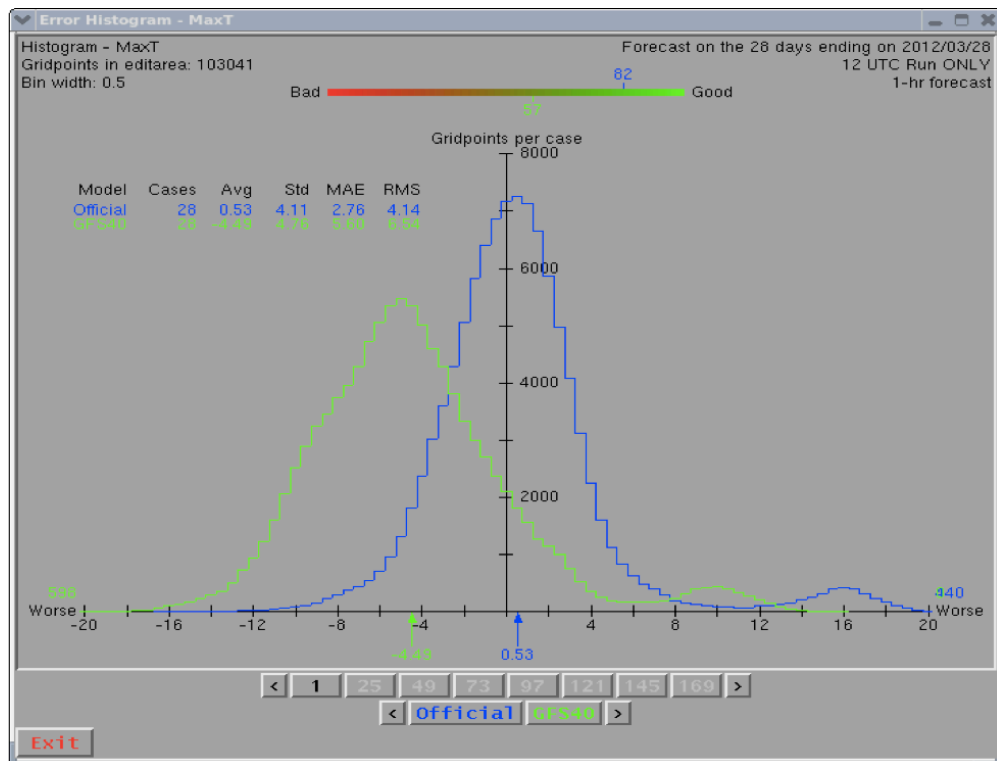 Error Histogram - MaxT
Histogram - MaxT
Gridpoints in editarea: 103041
Bin width: 0.5
Forecast on the 28 days ending on 2012/03/28
12 UTC Run ONLY
1-hr forecast
82
Bad Good
57
Gridpoints per case
8000
Model Cases Avg Std MAE RMS
Official 28 0.53 4.11 2.76 4.14
GFS40 28 -4.49 4.76 5.60 6.54
6000
4000
2000
598
Worse Worse
-20 -16 -12 -8 -4 4 8 12 16 20
-4.49 0.53
< 1 25 49 73 97 121 145 169 >
< Official GFS40 >
Exit